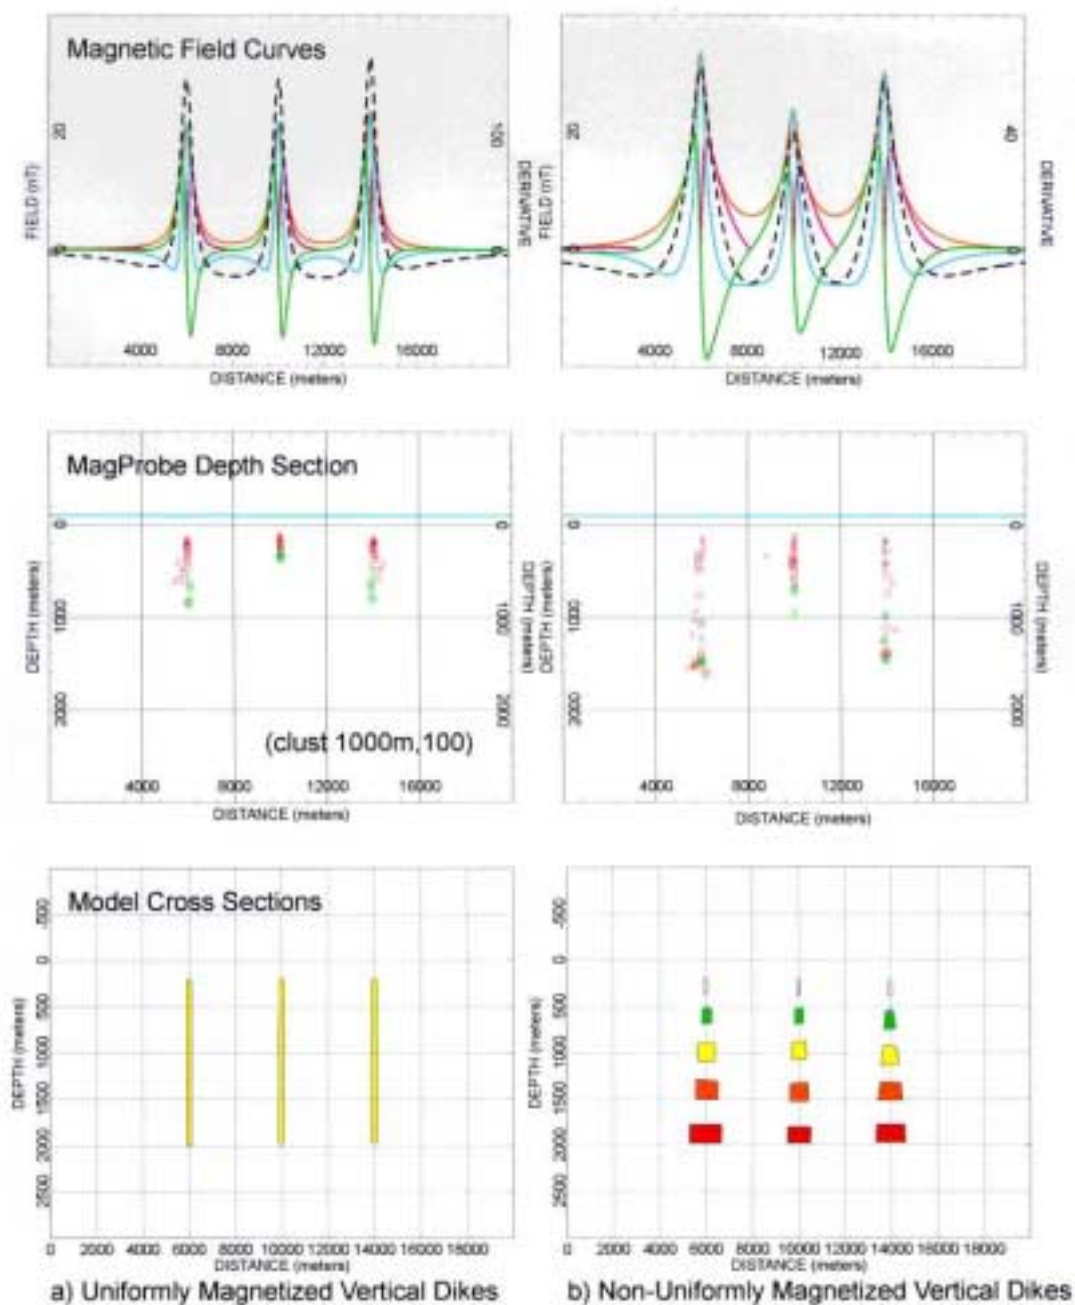 Magnetic Field Curves
FIELD (nT)
20
0
100
0
DERIVATIVE
4000 8000 12000 16000
DISTANCE (meters)
FIELD (nT)
20
0
40
0
DERIVATIVE
4000 8000 12000 16000
DISTANCE (meters)
MagProbe Depth Section
DEPTH (meters)
0
1000
2000
0
1000
2000
DEPTH (meters)
(clust 1000m,100)
4000 8000 12000 16000
DISTANCE (meters)
DEPTH (meters)
0
1000
2000
0
1000
2000
DEPTH (meters)
4000 8000 12000 16000
DISTANCE (meters)
Model Cross Sections
DEPTH (meters)
-500
0
500
1000
1500
2000
2500
0 2000 4000 6000 8000 10000 12000 14000 16000 18000
DISTANCE (meters)
DEPTH (meters)
-500
0
500
1000
1500
2000
2500
0 2000 4000 6000 8000 10000 12000 14000 16000 18000
DISTANCE (meters)
a) Uniformly Magnetized Vertical Dikes
b) Non-Uniformly Magnetized Vertical Dikes